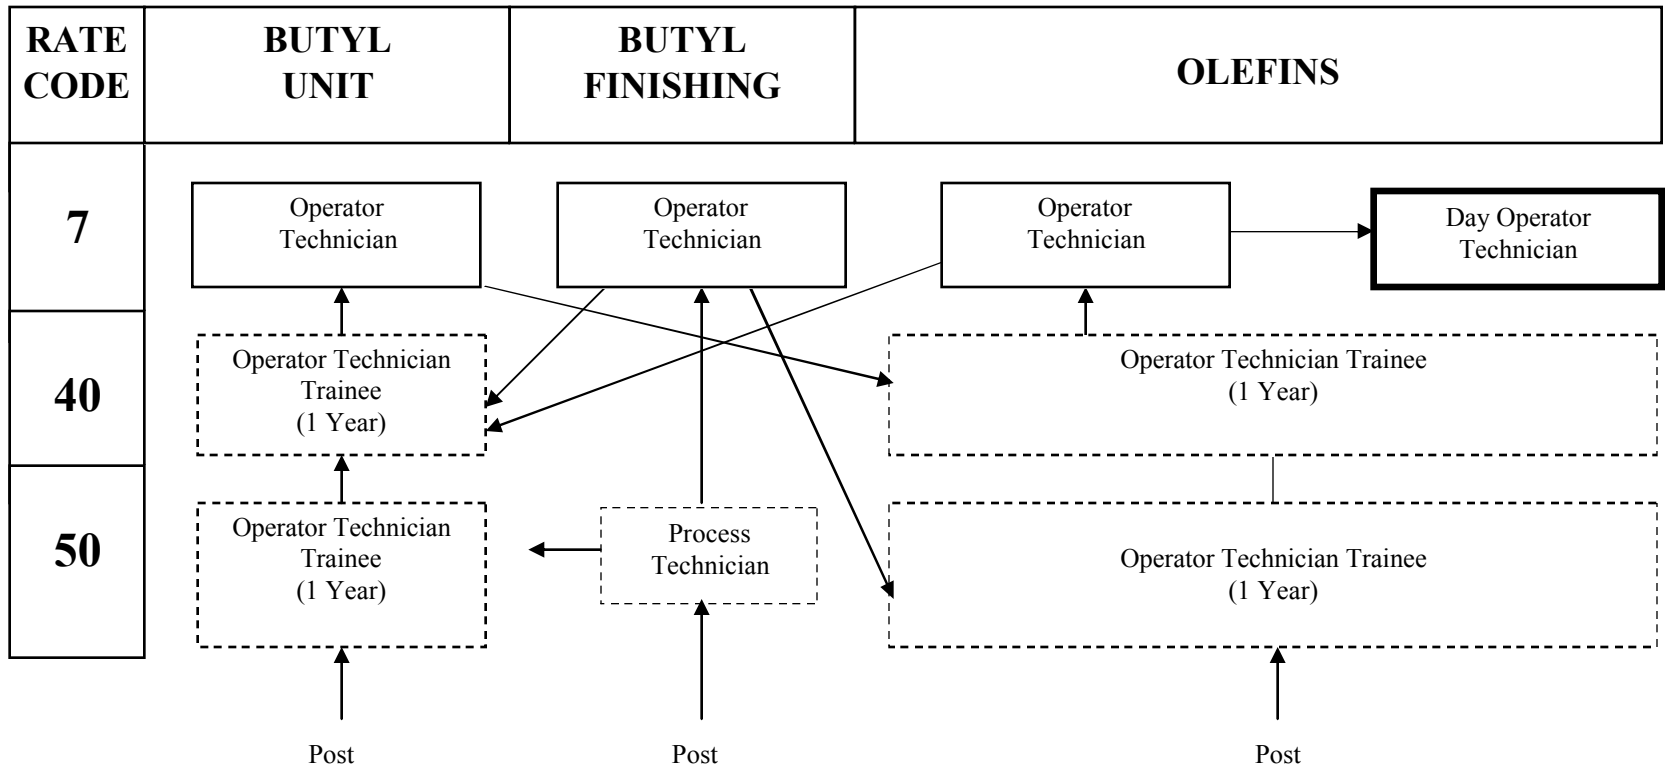 RATE
CODE
BUTYL
UNIT
BUTYL
FINISHING
OLEFINS
7
Operator
Technician
Operator
Technician
Operator
Technician
Day Operator
Technician
40
Operator Technician
Trainee
(1 Year)
Operator Technician Trainee
(1 Year)
50
Operator Technician
Trainee
(1 Year)
Process
Technician
Operator Technician Trainee
(1 Year)
Post
Post
Post